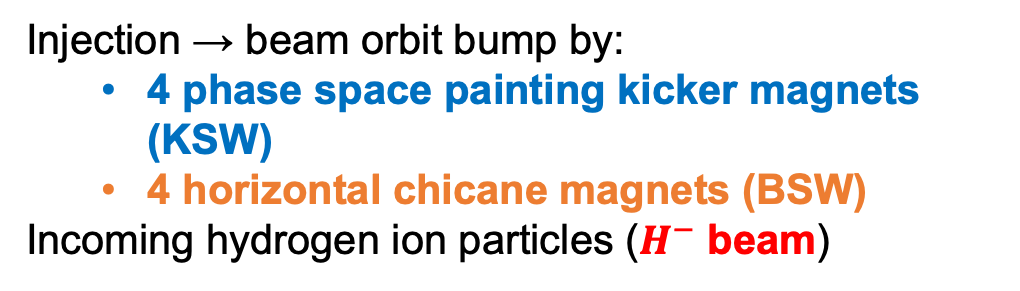 Injection → beam orbit bump by:
• 4 phase space painting kicker magnets
(KSW)
• 4 horizontal chicane magnets (BSW)
Incoming hydrogen ion particles (H⁻ beam)